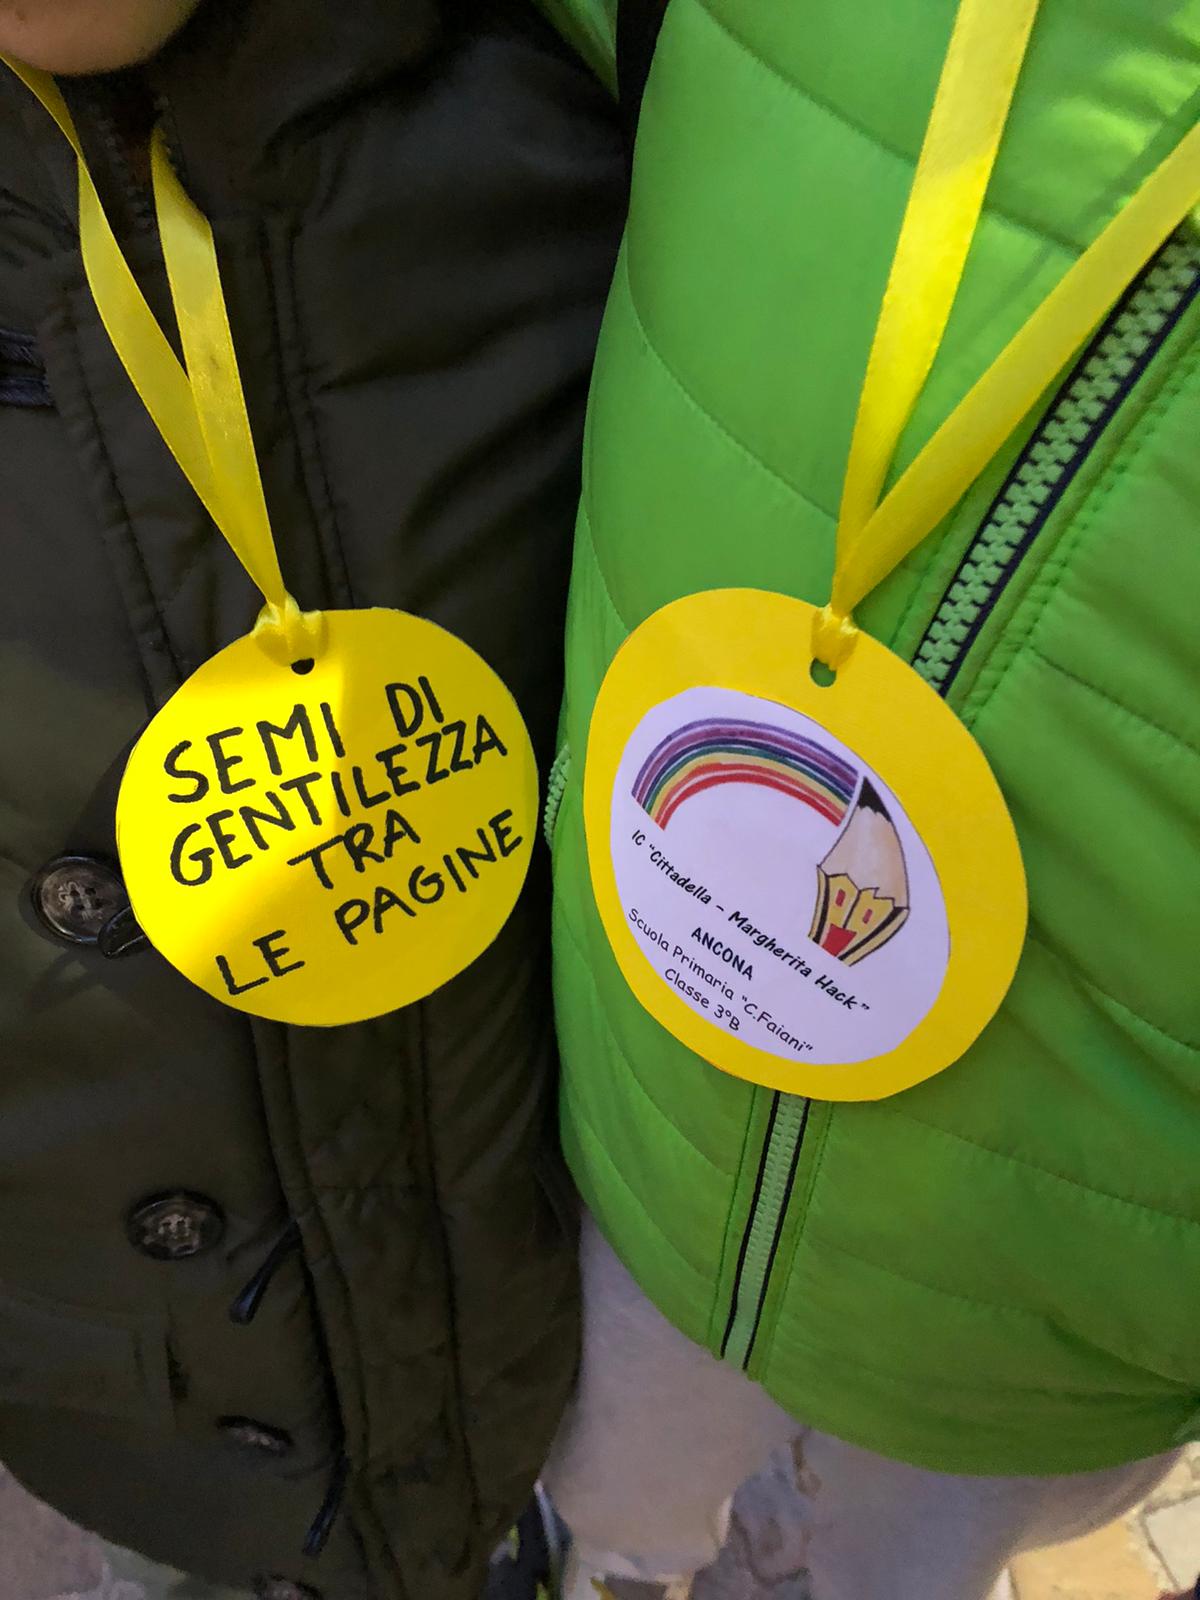 SEMI DI
GENTILEZZA
TRA
LE PAGINE
IC "Cittadella - Margherita Hack"
ANCONA
Scuola Primaria "C.Faiani"
Classe 3°B